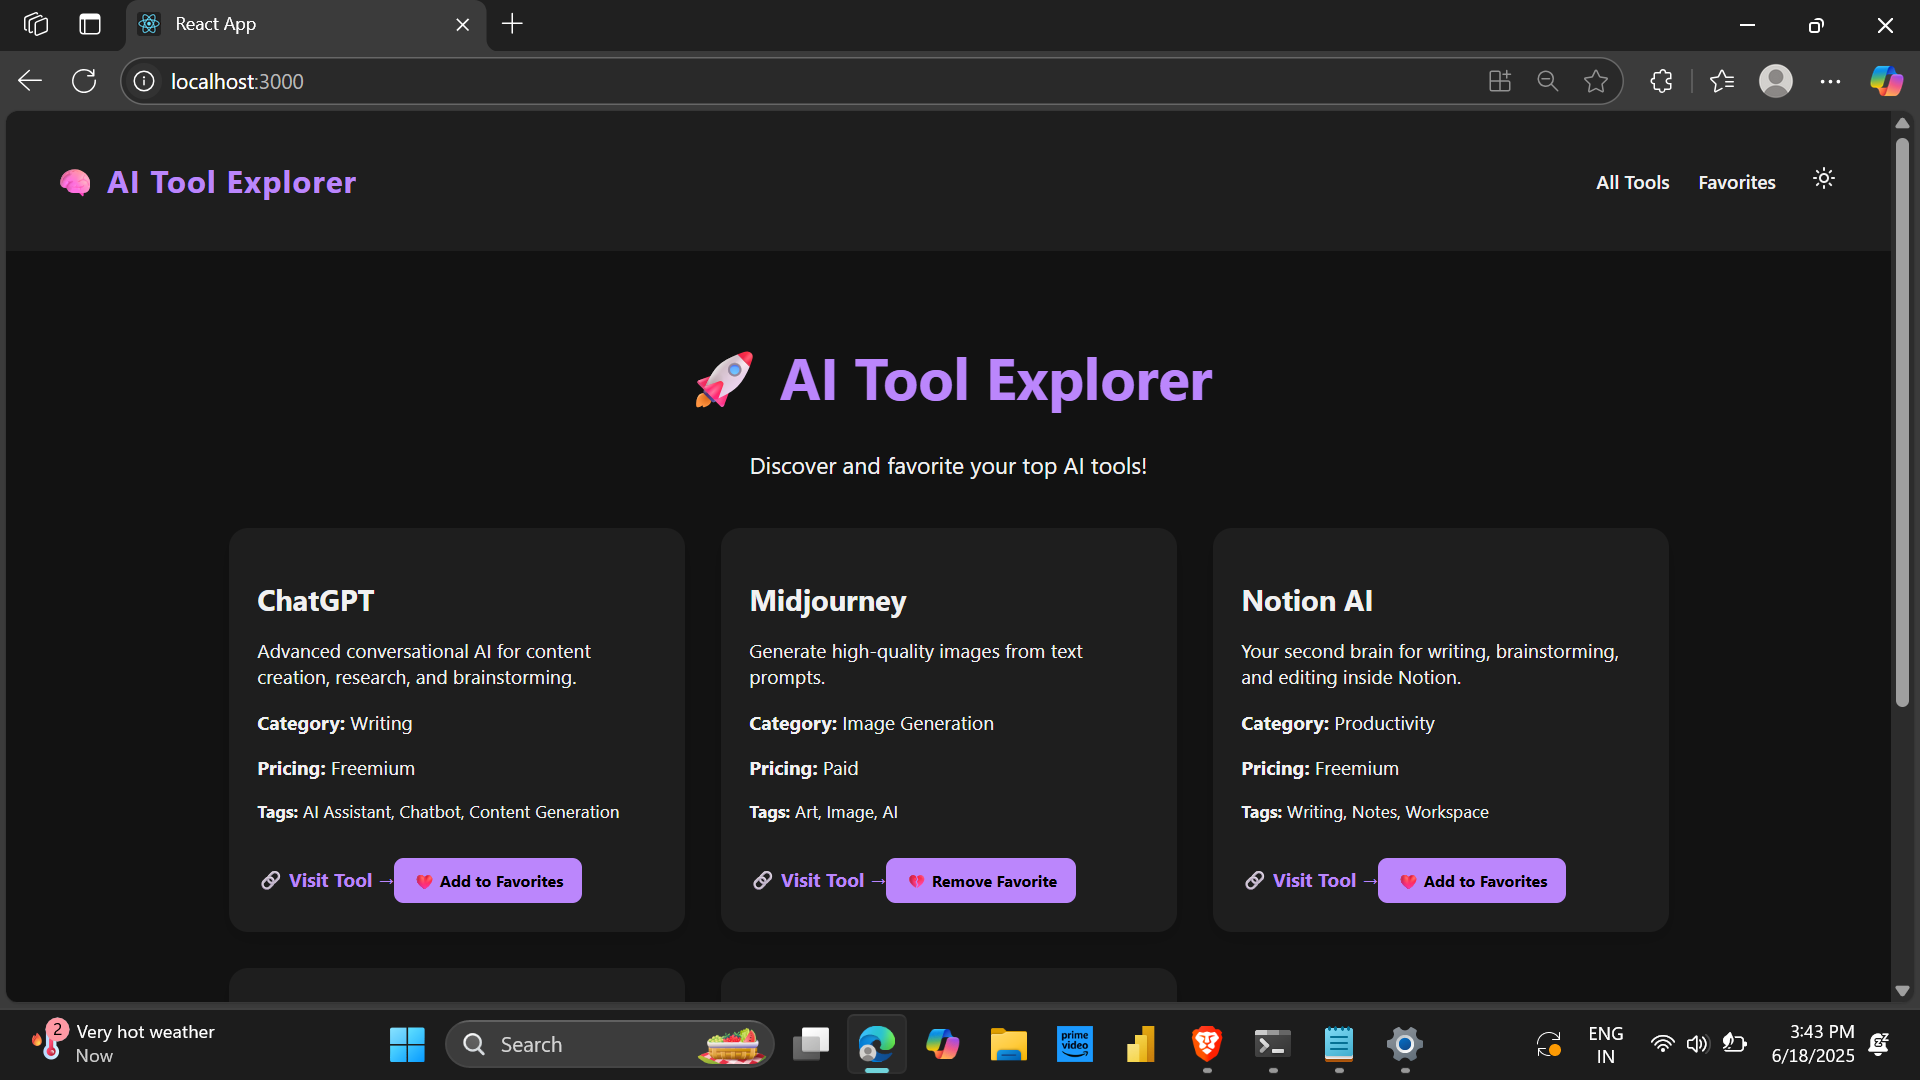 React App
localhost:3000
🧠 AI Tool Explorer
All Tools
Favorites
🚀 AI Tool Explorer
Discover and favorite your top AI tools!
ChatGPT
Advanced conversational AI for content
creation, research, and brainstorming.
Category: Writing
Pricing: Freemium
Tags: AI Assistant, Chatbot, Content Generation
🔗 Visit Tool →
❤️ Add to Favorites
Midjourney
Generate high-quality images from text
prompts.
Category: Image Generation
Pricing: Paid
Tags: Art, Image, AI
🔗 Visit Tool →
💔 Remove Favorite
Notion AI
Your second brain for writing, brainstorming,
and editing inside Notion.
Category: Productivity
Pricing: Freemium
Tags: Writing, Notes, Workspace
🔗 Visit Tool →
❤️ Add to Favorites
2
Very hot weather
Now
Search
prime
video
ENG
IN
3:43 PM
6/18/2025